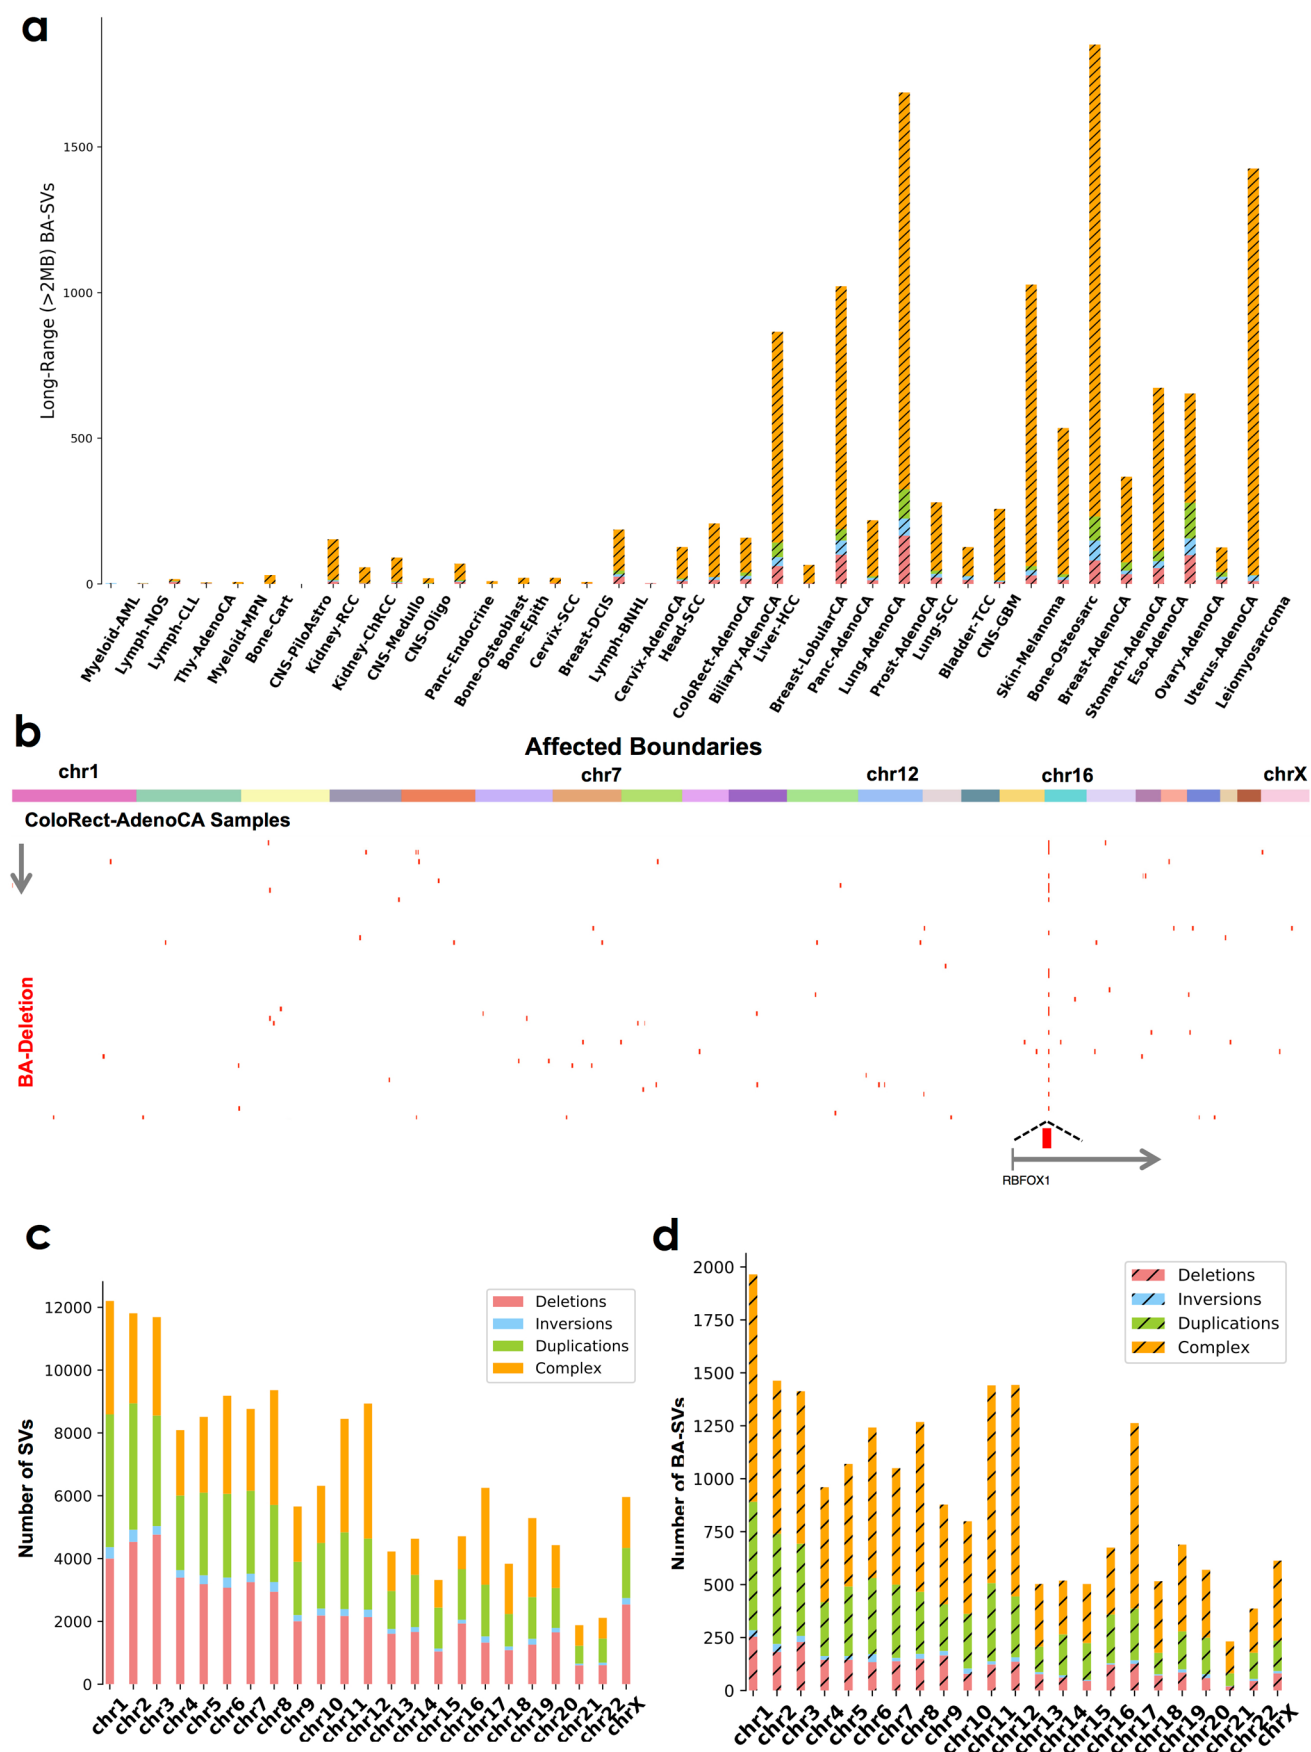 a
Long-Range (>2MB) BA-SVs
1500
1000
500
0
Myeloid-AML
Lymph-NOS
Lymph-CLL
Thy-AdenoCA
Myeloid-MPN
Bone-Cart
CNS-PiloAstro
Kidney-RCC
Kidney-ChRCC
CNS-Medullo
CNS-Oligo
Panc-Endocrine
Bone-Osteoblast
Bone-Epith
Cervix-SCC
Breast-DCIS
Lymph-BNHL
Cervix-AdenoCA
Head-SCC
ColoRect-AdenoCA
Biliary-AdenoCA
Liver-HCC
Breast-LobularCA
Panc-AdenoCA
Lung-AdenoCA
Prost-AdenoCA
Lung-SCC
Bladder-TCC
CNS-GBM
Skin-Melanoma
Bone-Osteosarc
Breast-AdenoCA
Stomach-AdenoCA
Eso-AdenoCA
Ovary-AdenoCA
Uterus-AdenoCA
Leiomyosarcoma
b
Affected Boundaries
chr1 chr7 chr12 chr16 chrX
ColoRect-AdenoCA Samples
BA-Deletion
RBFOX1
c
Number of SVs
12000
10000
8000
6000
4000
2000
0
Deletions
Inversions
Duplications
Complex
chr1
chr2
chr3
chr4
chr5
chr6
chr7
chr8
chr9
chr10
chr11
chr12
chr13
chr14
chr15
chr16
chr17
chr18
chr19
chr20
chr21
chr22
chrX
d
Number of BA-SVs
2000
1750
1500
1250
1000
750
500
250
0
Deletions
Inversions
Duplications
Complex
chr1
chr2
chr3
chr4
chr5
chr6
chr7
chr8
chr9
chr10
chr11
chr12
chr13
chr14
chr15
chr16
chr17
chr18
chr19
chr20
chr21
chr22
chrX